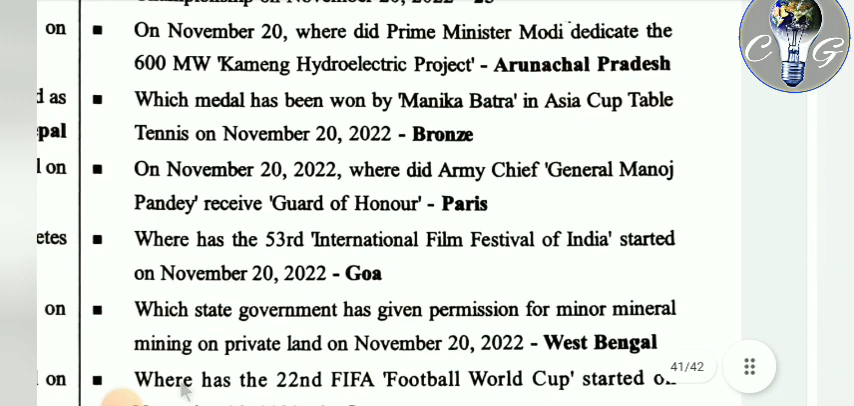 on
d as
pal
l on
etes
on
on
■ On November 20, where did Prime Minister Modi dedicate the
600 MW 'Kameng Hydroelectric Project' - Arunachal Pradesh
■ Which medal has been won by 'Manika Batra' in Asia Cup Table
Tennis on November 20, 2022 - Bronze
■ On November 20, 2022, where did Army Chief 'General Manoj
Pandey' receive 'Guard of Honour' - Paris
■ Where has the 53rd 'International Film Festival of India' started
on November 20, 2022 - Goa
■ Which state government has given permission for minor mineral
mining on private land on November 20, 2022 - West Bengal
■ Where has the 22nd FIFA 'Football World Cup' started
C G
41/42